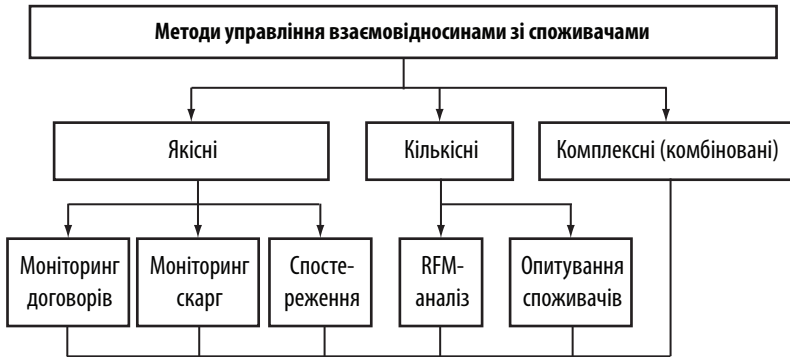 Методи управління взаємовідносинами зі споживачами
Якісні
Кількісні
Комплексні (комбіновані)
Моніторинг
договорів
Моніторинг
скарг
Спосте-
реження
RFM-
аналіз
Опитування
споживачів